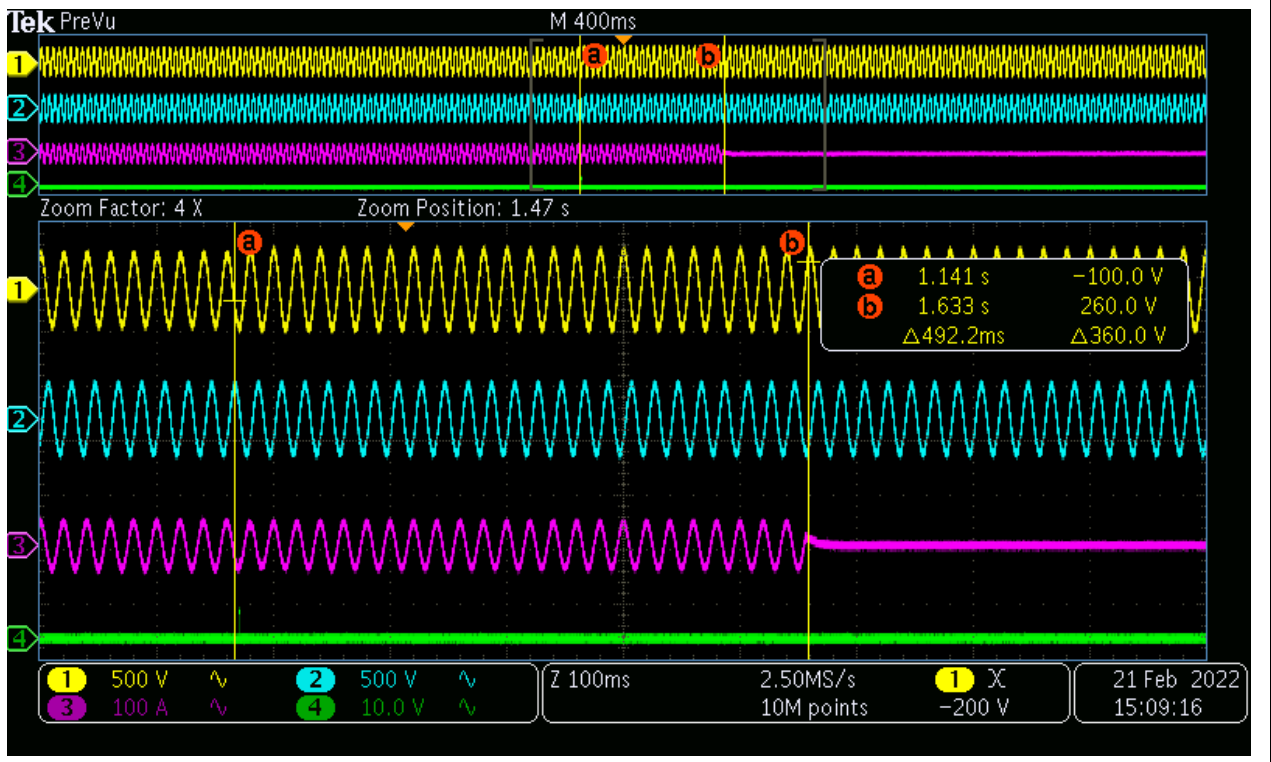 Tek PreVu M 400ms
1 a b
2
3
4
Zoom Factor: 4 X Zoom Position: 1.47 s
a b
1 a 1.141 s −100.0 V
b 1.633 s 260.0 V
△492.2ms △360.0 V
2
3
4
1 500 V 2 500 V Z 100ms 2.50MS/s 1 21 Feb 2022
3 100 A 4 10.0 V 10M points −200 V 15:09:16